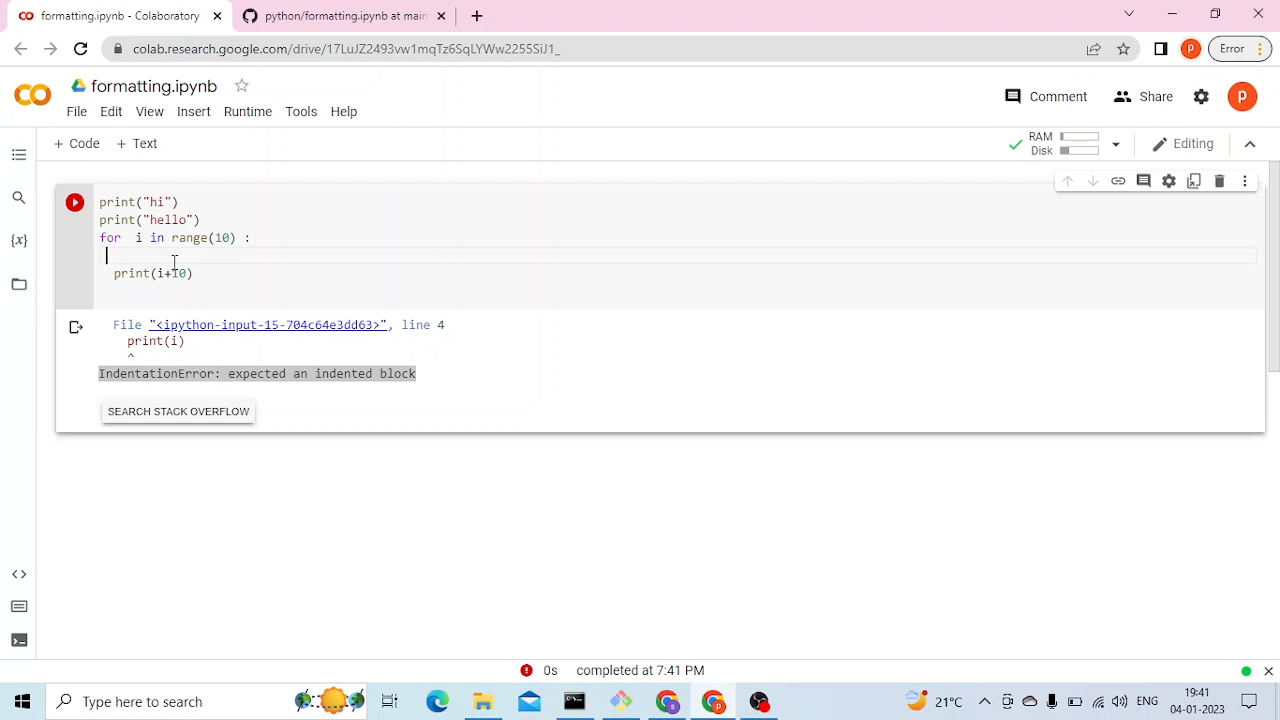 formatting.ipynb - Colaboratory
python/formatting.ipynb at main
colab.research.google.com/drive/17LuJZ2493vw1mqTz6SqLYWw2255SiJ1_
P
Error
formatting.ipynb
File Edit View Insert Runtime Tools Help
Comment
Share
P
+ Code + Text
RAM
Disk
Editing
print("hi")
print("hello")
for i in range(10) :
print(i+10)
File "<ipython-input-15-704c64e3dd63>", line 4
print(i)
^
IndentationError: expected an indented block
SEARCH STACK OVERFLOW
{x}
0s completed at 7:41 PM
Type here to search
21°C
ENG
19:41
04-01-2023